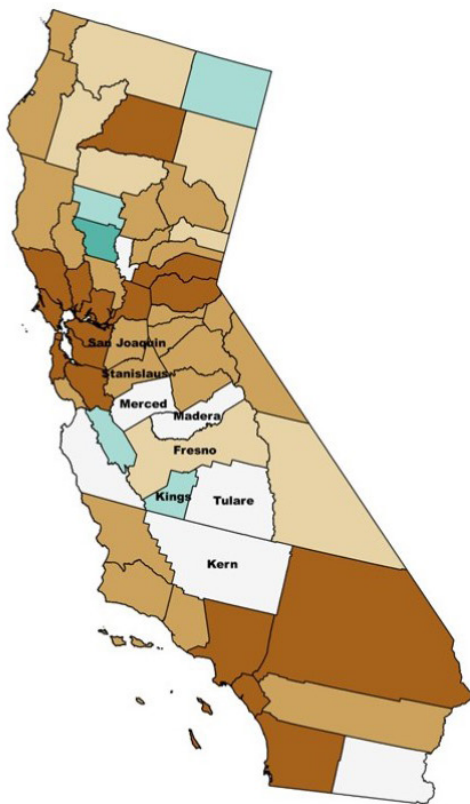 San Joaquin
Stanislaus
Merced
Madera
Fresno
Kings
Tulare
Kern